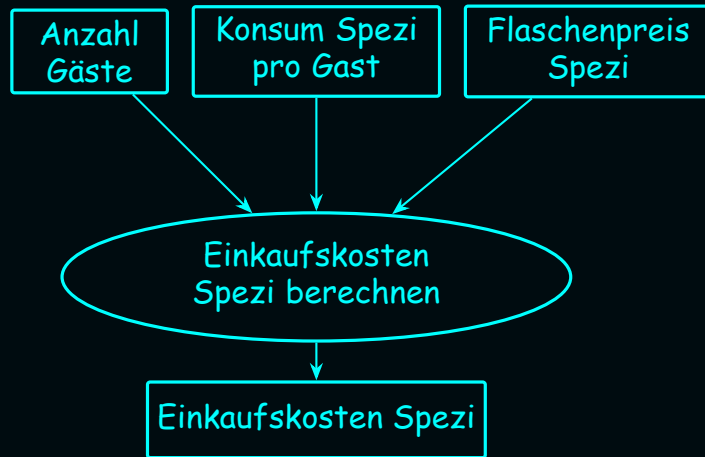 Anzahl
Gäste
Konsum Spezi
pro Gast
Flaschenpreis
Spezi
Einkaufskosten
Spezi berechnen
Einkaufskosten Spezi